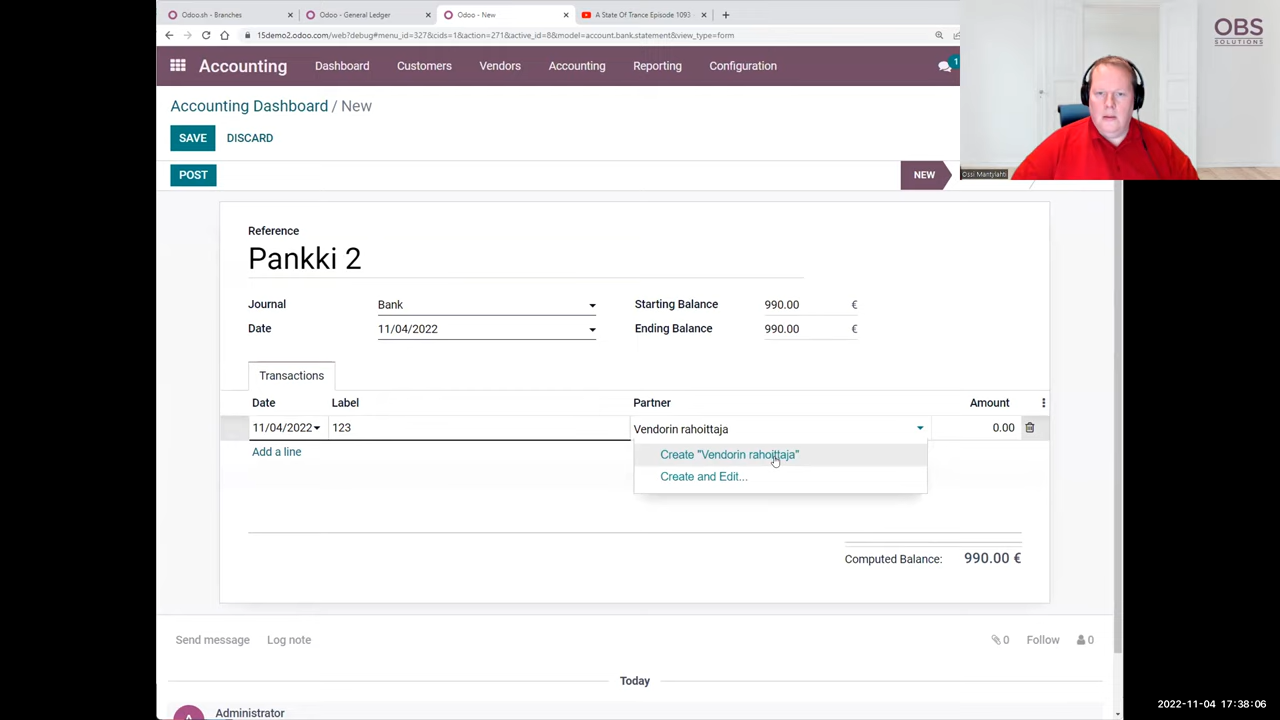 Odoo.sh - Branches
Odoo - General Ledger
Odoo - New
A State Of Trance Episode 1093
15demo2.odoo.com/web?debug#menu_id=327&cids=1&action=271&active_id=8&model=account.bank.statement&view_type=form
OBS
SOLUTIONS
Accounting
Dashboard
Customers
Vendors
Accounting
Reporting
Configuration
1
Accounting Dashboard / New
SAVE
DISCARD
POST
NEW
Ossi Mantylahti
Reference
Pankki 2
Journal
Bank
Starting Balance
990.00 €
Date
11/04/2022
Ending Balance
990.00 €
Transactions
Date
Label
Partner
Amount
11/04/2022
123
Vendorin rahoittaja
0.00
Add a line
Create "Vendorin rahoittaja"
Create and Edit...
Computed Balance:
990.00 €
Send message
Log note
0
Follow
0
Today
A
Administrator
2022-11-04 17:38:06